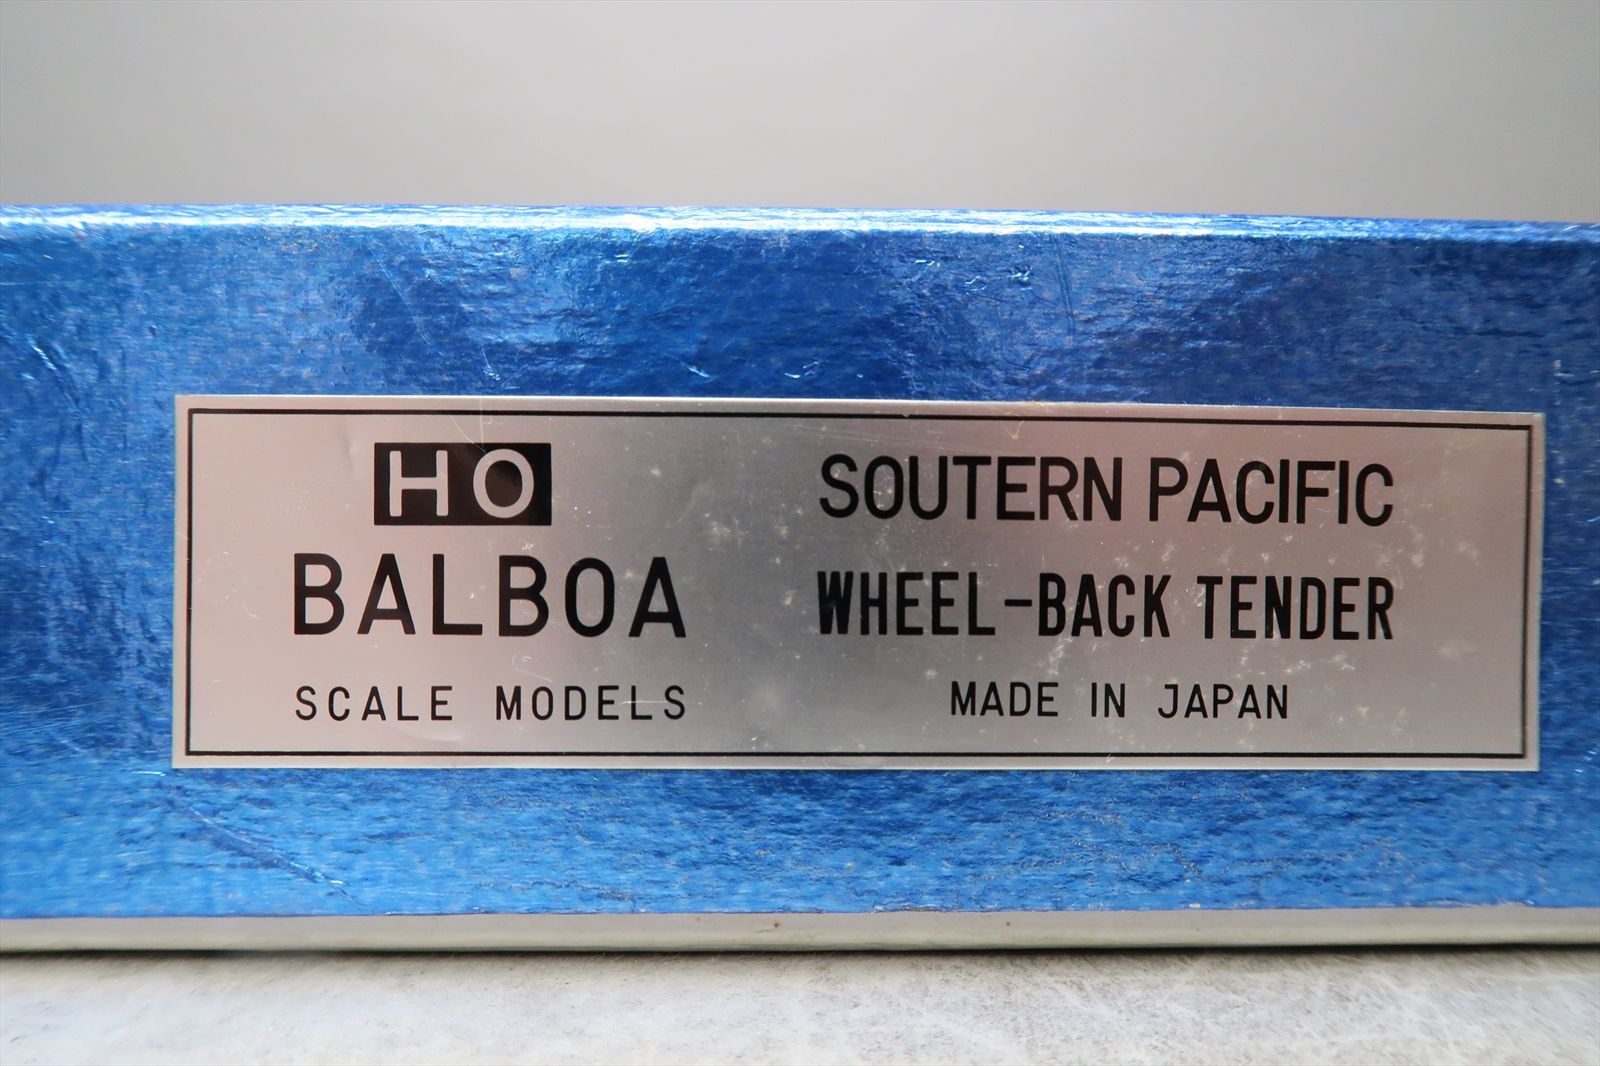 HO
BALBOA
SCALE MODELS
SOUTERN PACIFIC
WHEEL-BACK TENDER
MADE IN JAPAN